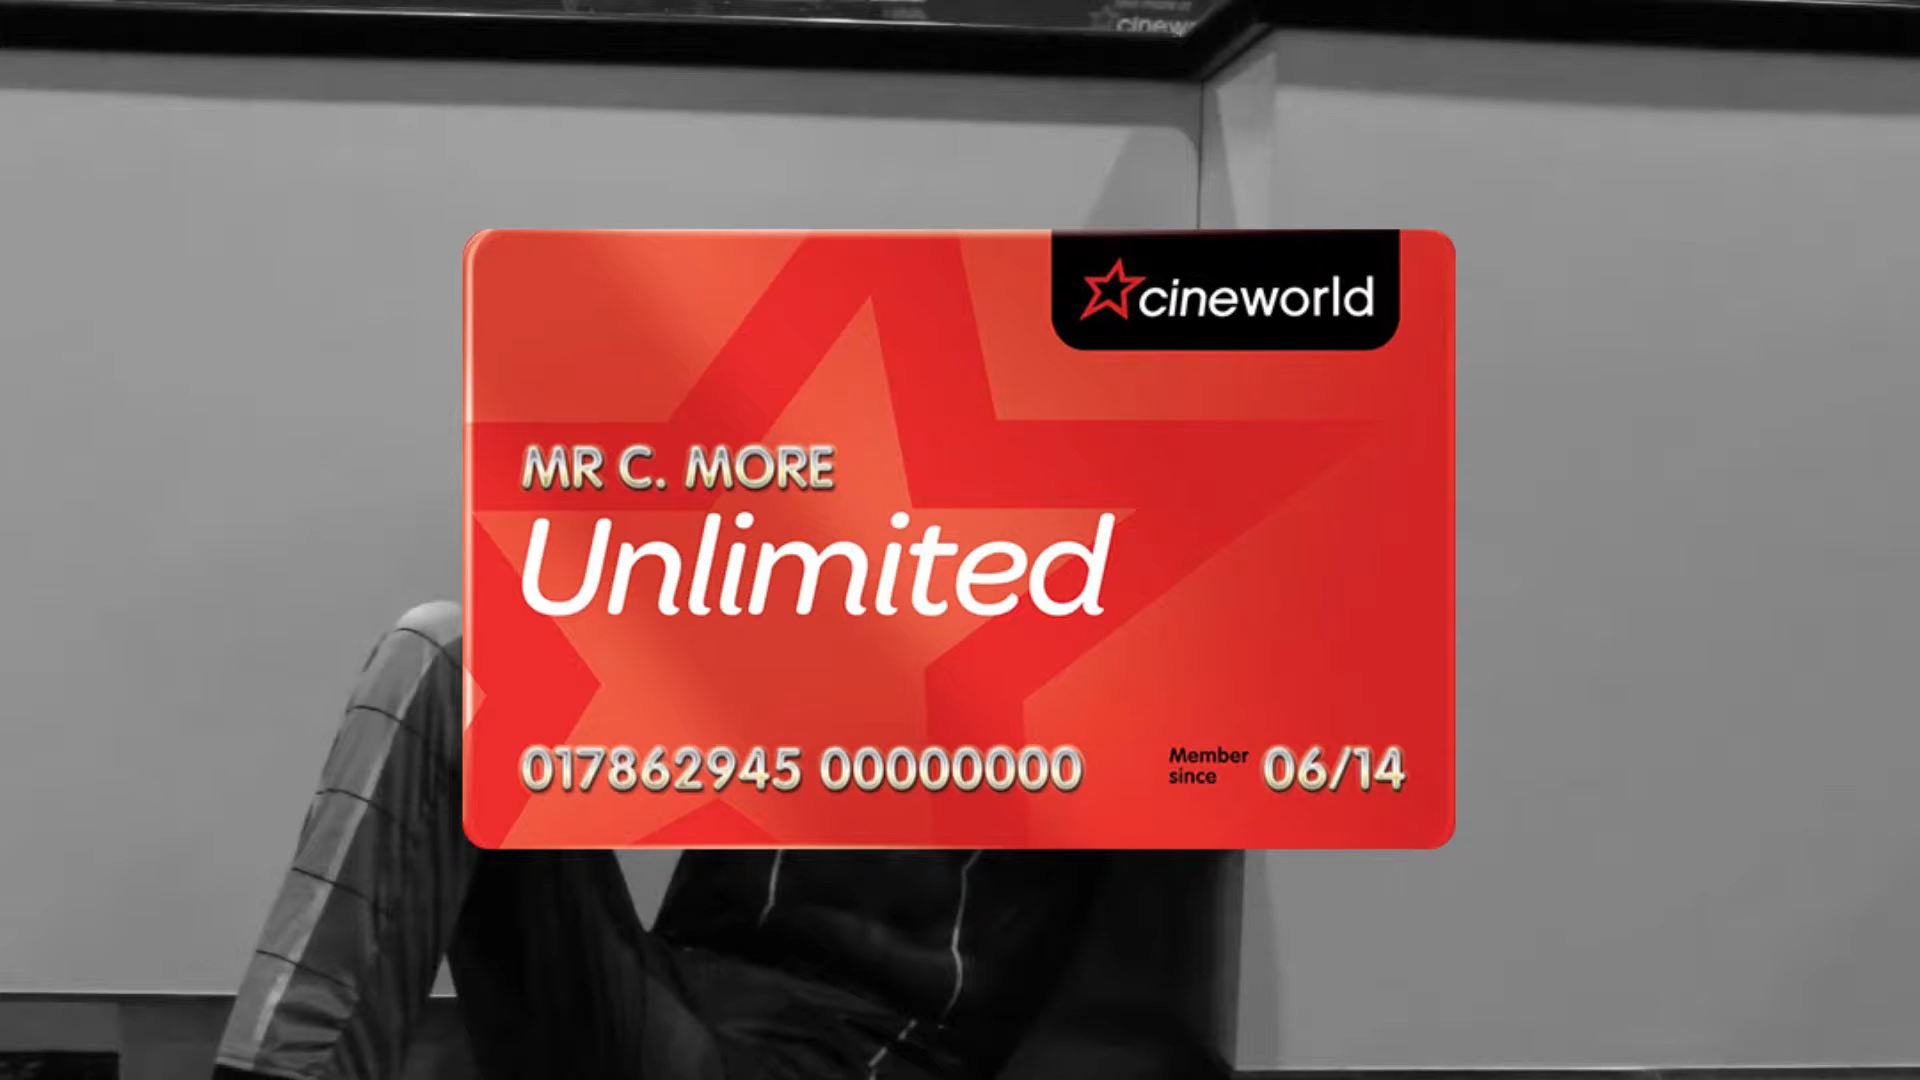 cineworld
MR C. MORE
Unlimited
017862945 00000000
Member since 06/14